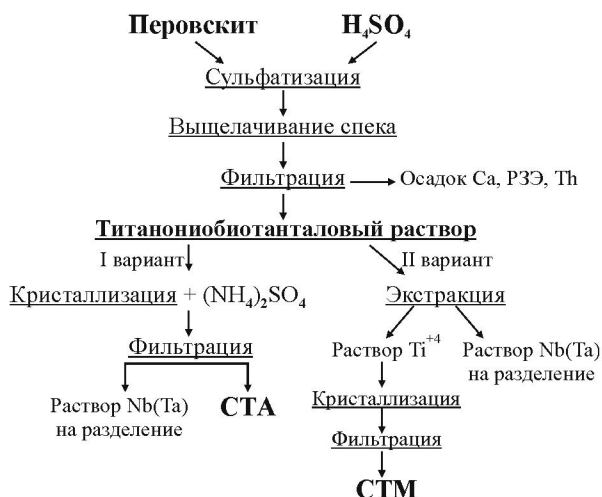 Перовскит H₄SO₄
Сульфатизация
Выщелачивание спека
Фильтрация Осадок Ca, РЗЭ, Th
Титанониобиотанталовый раствор
I вариант II вариант
Кристаллизация + (NH₄)₂SO₄ Экстракция
Фильтрация Раствор Ti⁺⁴ Раствор Nb(Ta)
на разделение
Раствор Nb(Ta) СТА Кристаллизация
на разделение
Фильтрация
СТМ